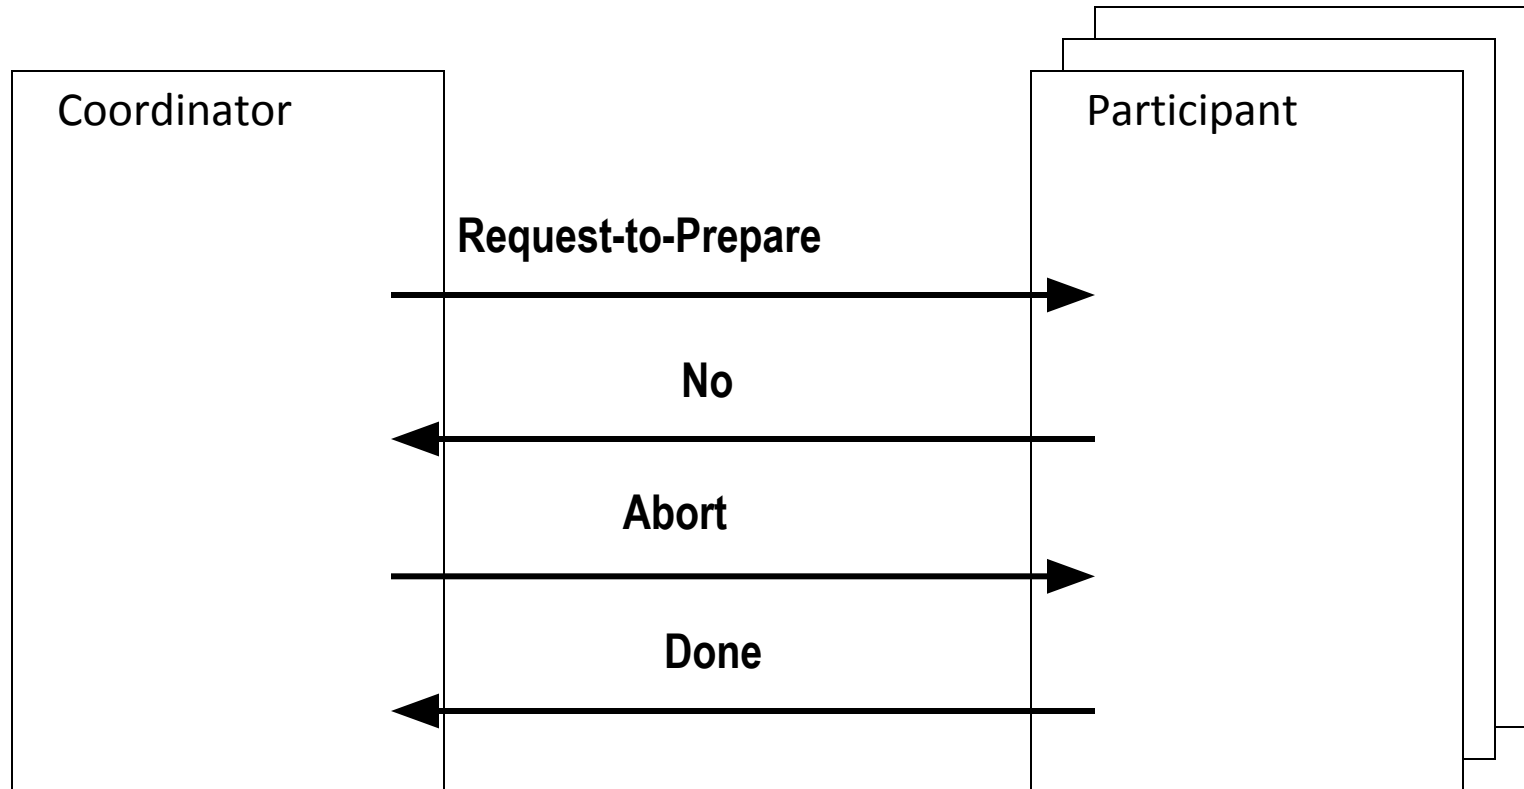 Coordinator
Participant
Request-to-Prepare
No
Abort
Done